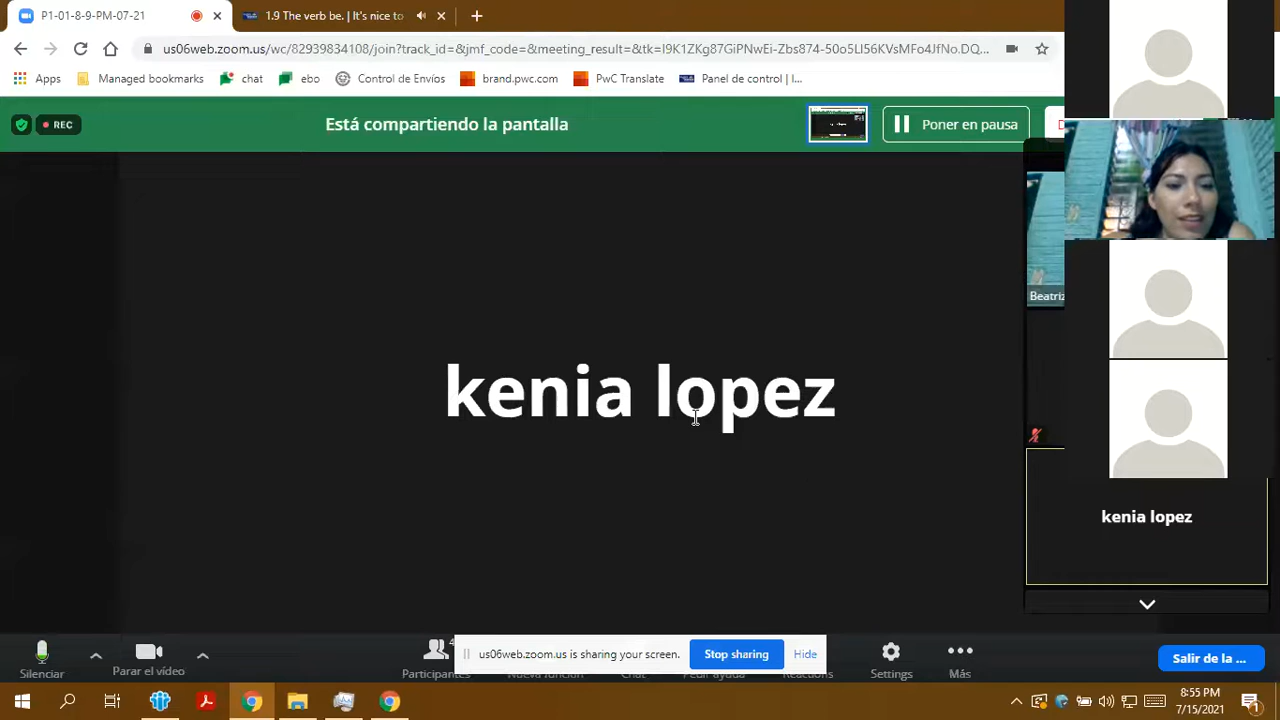 P1-01-8-9-PM-07-21
1.9 The verb be. | It's nice to
us06web.zoom.us/wc/82939834108/join?track_id=&jmf_code=&meeting_result=&tk=I9K1ZKg87GiPNwEi-Zbs874-50o5LI56KVsMFo4JfNo.DQ...
Apps
Managed bookmarks
chat
ebo
Control de Envíos
brand.pwc.com
PwC Translate
Panel de control | I...
REC
Está compartiendo la pantalla
Poner en pausa
Beatriz
kenia lopez
kenia lopez
Silenciar
Parar el vídeo
Participantes
us06web.zoom.us is sharing your screen.
Stop sharing
Hide
Settings
Más
Salir de la ...
8:55 PM
7/15/2021